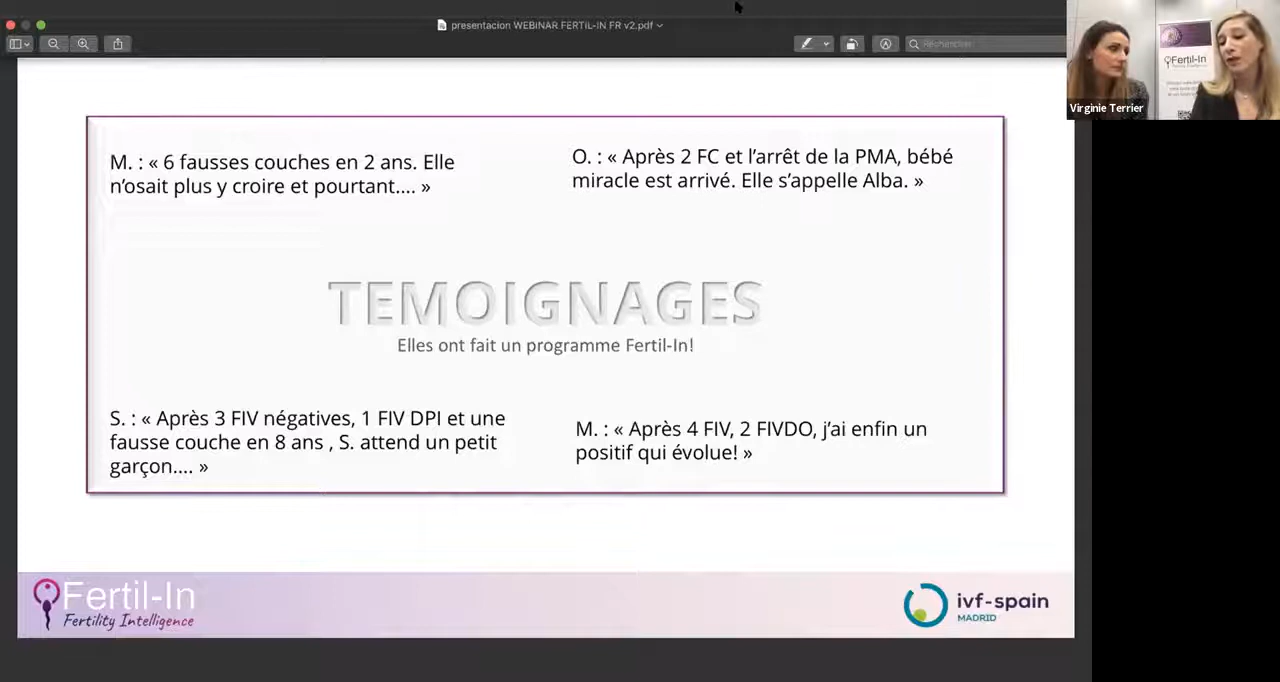 presentacion WEBINAR FERTIL-IN FR v2.pdf
Rechercher
Fertil-In
Virginie Terrier
M. : « 6 fausses couches en 2 ans. Elle
n’osait plus y croire et pourtant.... »
O. : « Après 2 FC et l’arrêt de la PMA, bébé
miracle est arrivé. Elle s’appelle Alba. »
TEMOIGNAGES
Elles ont fait un programme Fertil-In!
S. : « Après 3 FIV négatives, 1 FIV DPI et une
fausse couche en 8 ans , S. attend un petit
garçon.... »
M. : « Après 4 FIV, 2 FIVDO, j’ai enfin un
positif qui évolue! »
Fertil-In
Fertility Intelligence
ivf-spain
MADRID